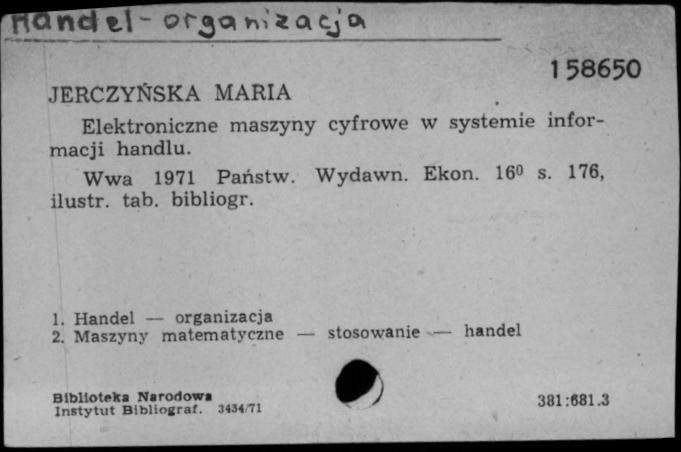 Handel-organizacja
158650
JERCZYŃSKA MARIA
Elektroniczne maszyny cyfrowe w systemie infor-
macji handlu.
Wwa 1971 Państw. Wydawn. Ekon. 16⁰ s. 176,
ilustr. tab. bibliogr.
1. Handel — organizacja
2. Maszyny matematyczne — stosowanie — handel
Biblioteka Narodowa
Instytut Bibliograf. 3434/71
381:681.3